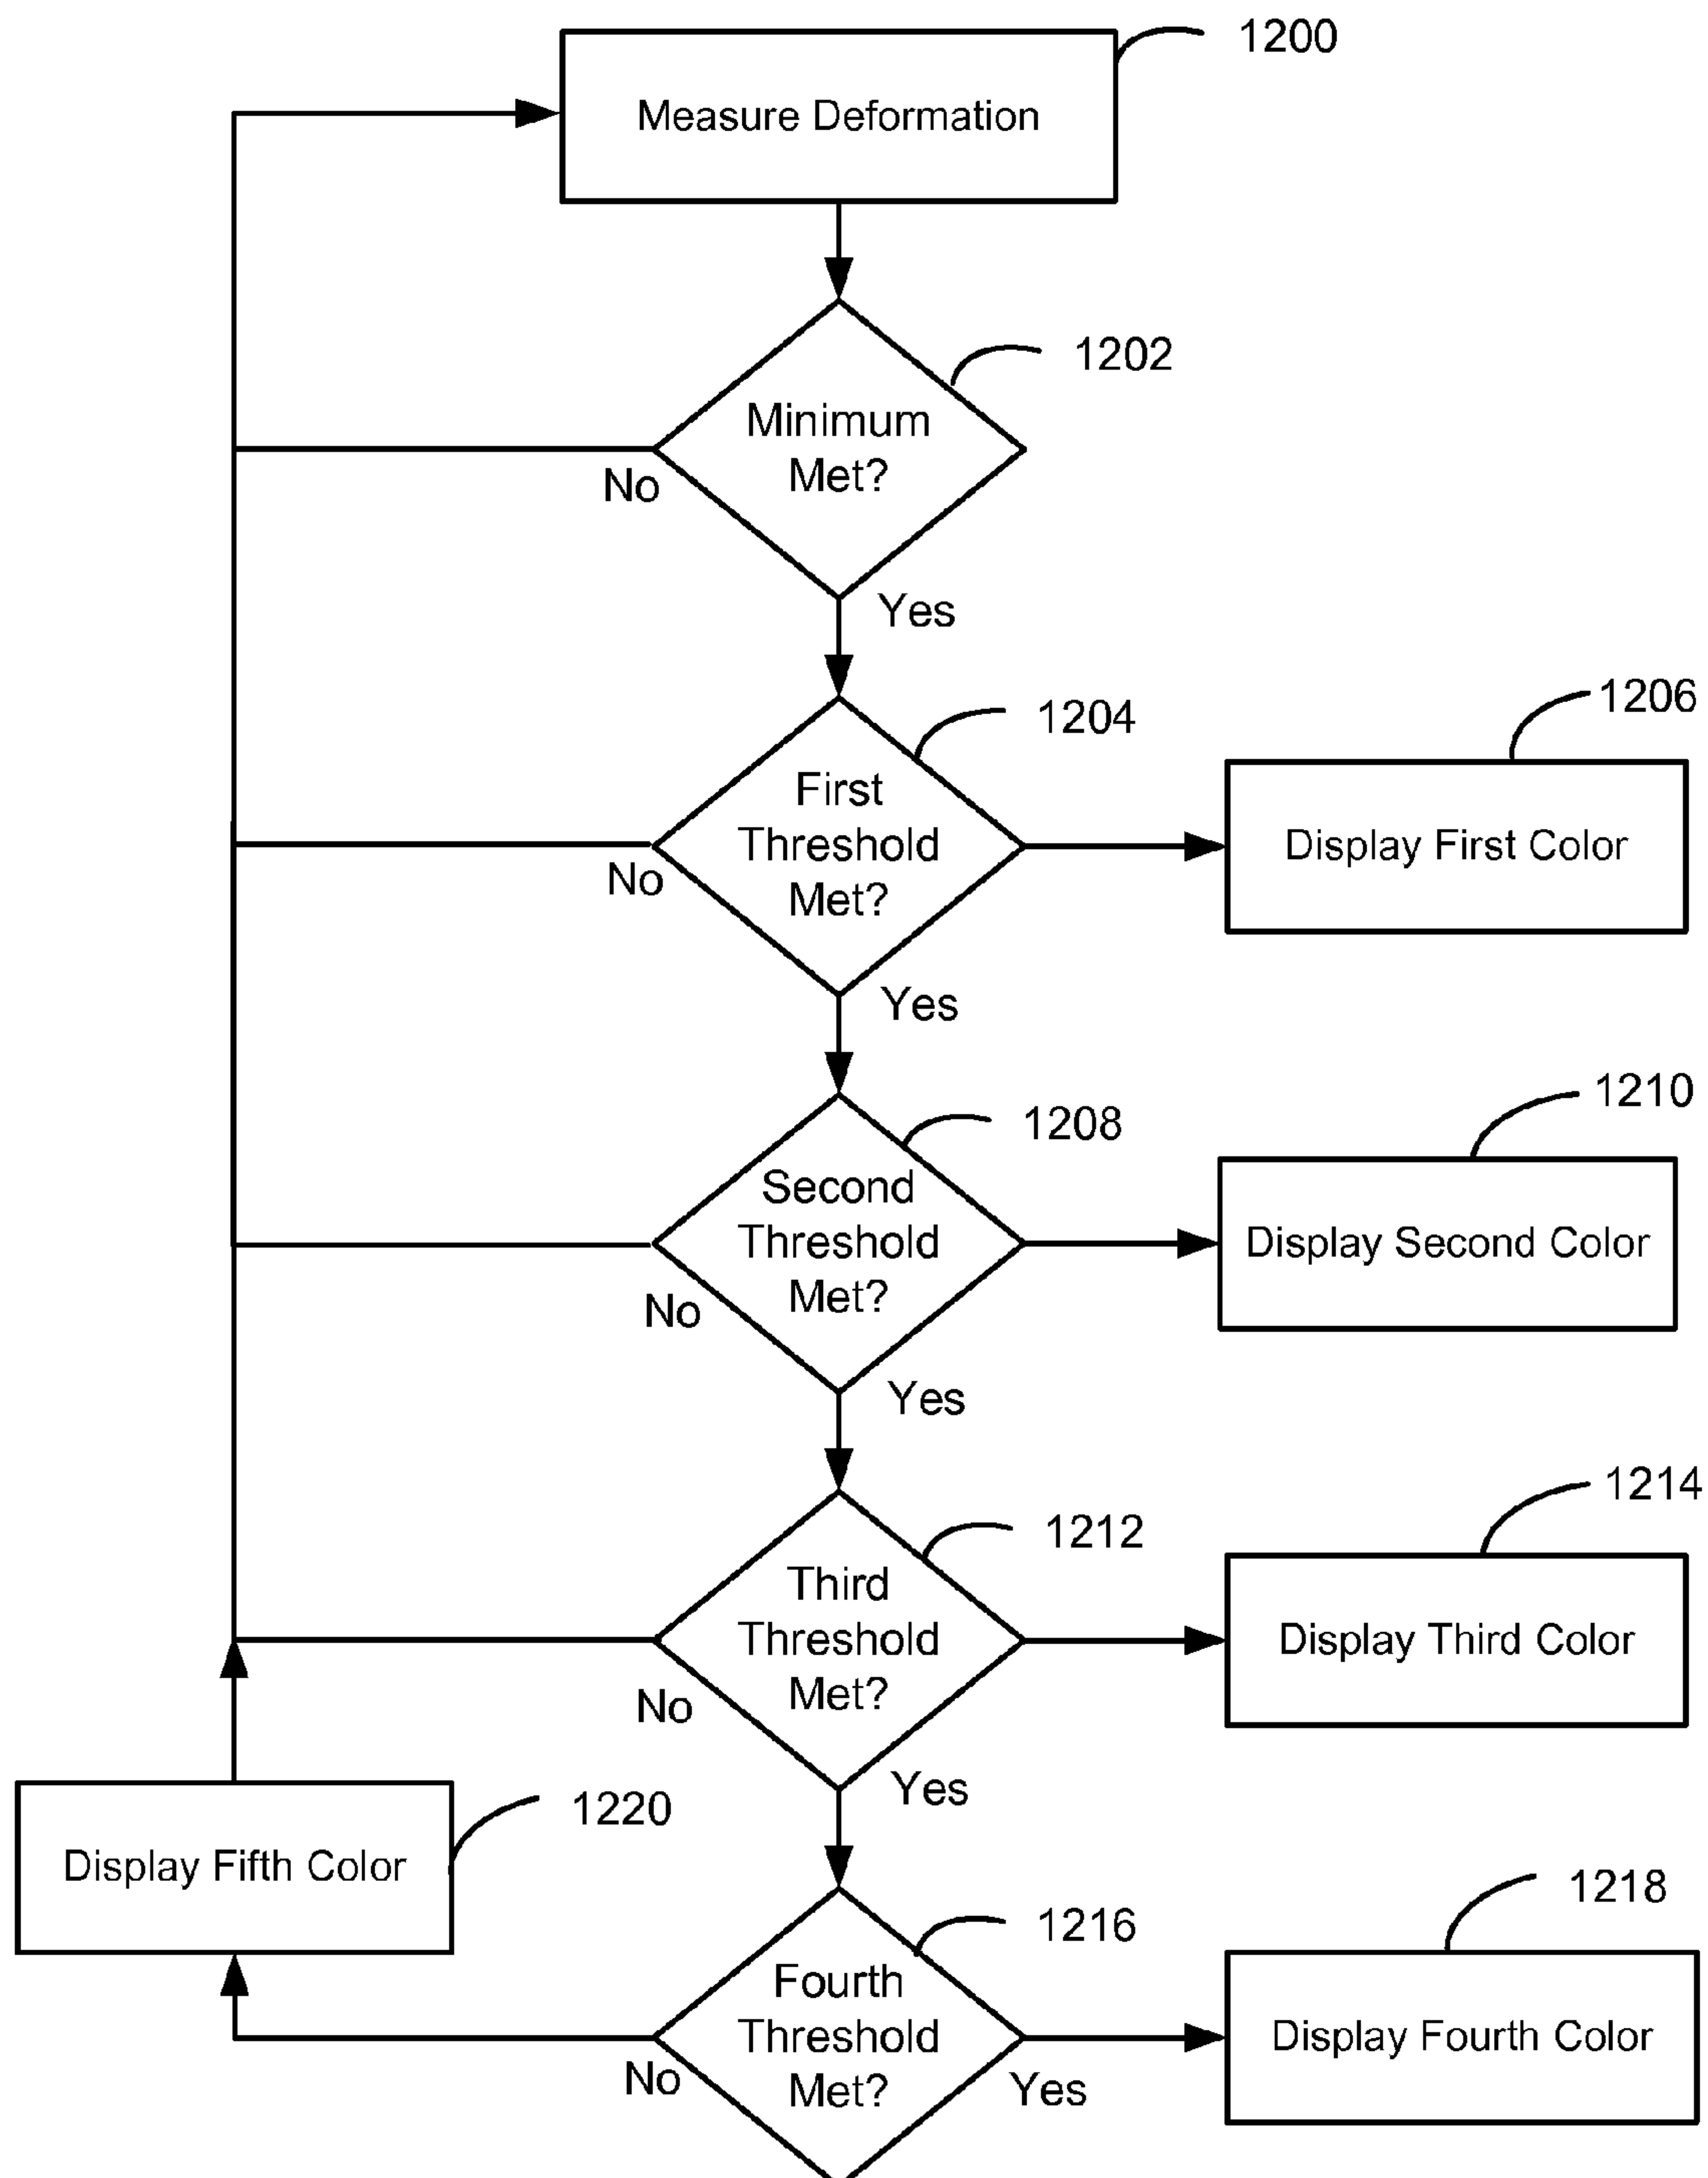 1200
Measure Deformation
1202
Minimum
Met?
No
Yes
1204
1206
First
Threshold
Met?
Display First Color
No
Yes
1208
1210
Second
Threshold
Met?
Display Second Color
No
Yes
1212
1214
Third
Threshold
Met?
Display Third Color
No
Yes
1220
Display Fifth Color
1216
1218
Fourth
Threshold
Met?
Display Fourth Color
No
Yes